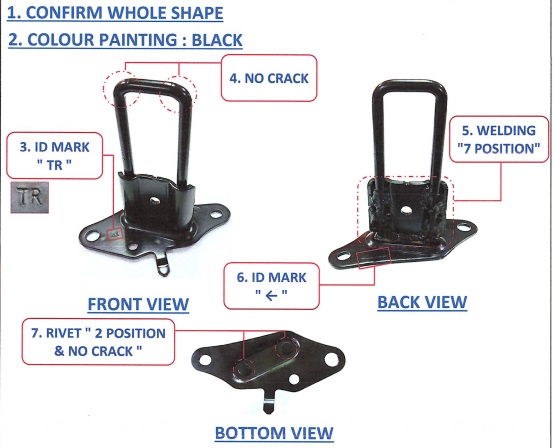 1. CONFIRM WHOLE SHAPE
2. COLOUR PAINTING : BLACK
4. NO CRACK
3. ID MARK
" TR "
TR
5. WELDING
"7 POSITION"
6. ID MARK
" ← "
FRONT VIEW
BACK VIEW
7. RIVET " 2 POSITION
& NO CRACK "
BOTTOM VIEW